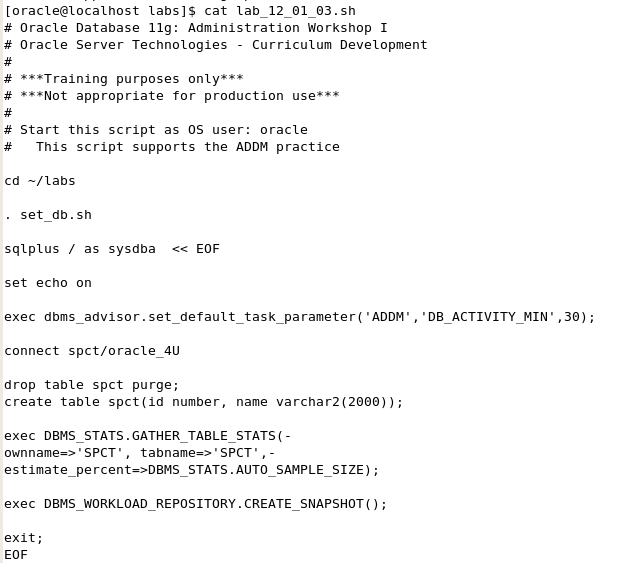 [oracle@localhost labs]$ cat lab_12_01_03.sh
# Oracle Database 11g: Administration Workshop I
# Oracle Server Technologies - Curriculum Development
#
# ***Training purposes only***
# ***Not appropriate for production use***
#
# Start this script as OS user: oracle
#   This script supports the ADDM practice
cd ~/labs
. set_db.sh
sqlplus / as sysdba  << EOF
set echo on
exec dbms_advisor.set_default_task_parameter('ADDM','DB_ACTIVITY_MIN',30);
connect spct/oracle_4U
drop table spct purge;
create table spct(id number, name varchar2(2000));
exec DBMS_STATS.GATHER_TABLE_STATS(-
ownname=>'SPCT', tabname=>'SPCT',-
estimate_percent=>DBMS_STATS.AUTO_SAMPLE_SIZE);
exec DBMS_WORKLOAD_REPOSITORY.CREATE_SNAPSHOT();
exit;
EOF